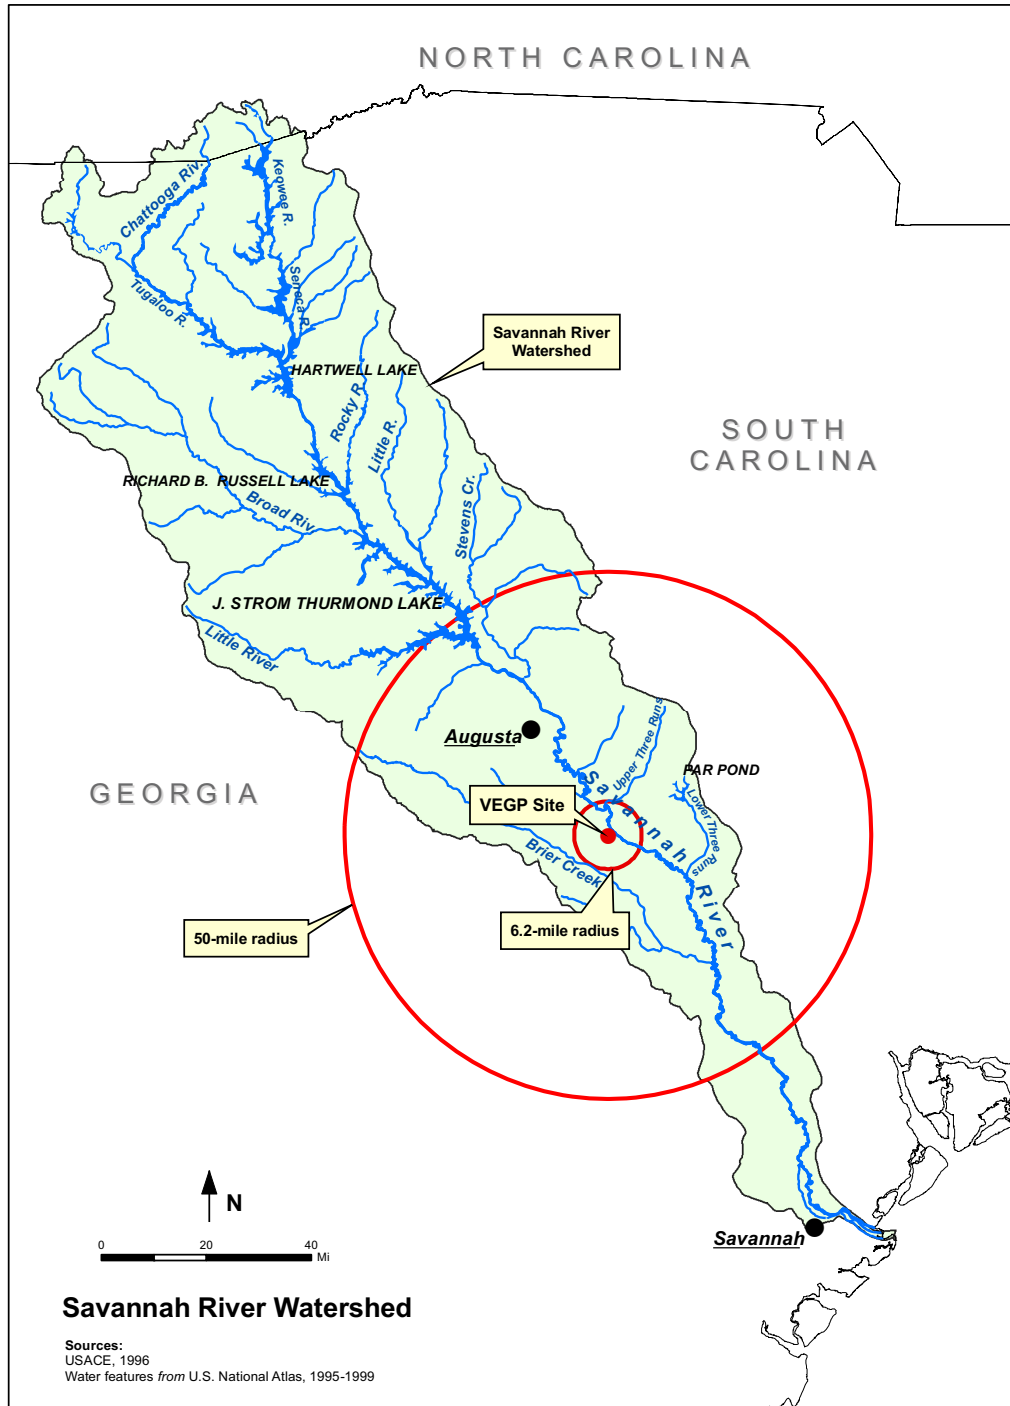 NORTH CAROLINA
Chattooga Riv.
Keowee R.
Tugaloo R.
Seneca R.
Savannah River
Watershed
HARTWELL LAKE
Rocky R.
Little R.
SOUTH
CAROLINA
RICHARD B. RUSSELL LAKE
Broad Riv.
Stevens Cr.
J. STROM THURMOND LAKE
Little River
Augusta
Upper Three Runs
PAR POND
GEORGIA
VEGP Site
Savannah River
Lower Three Runs
Brier Creek
50-mile radius
6.2-mile radius
N
Savannah
0 20 40
Mi
Savannah River Watershed
Sources:
USACE, 1996
Water features from U.S. National Atlas, 1995-1999